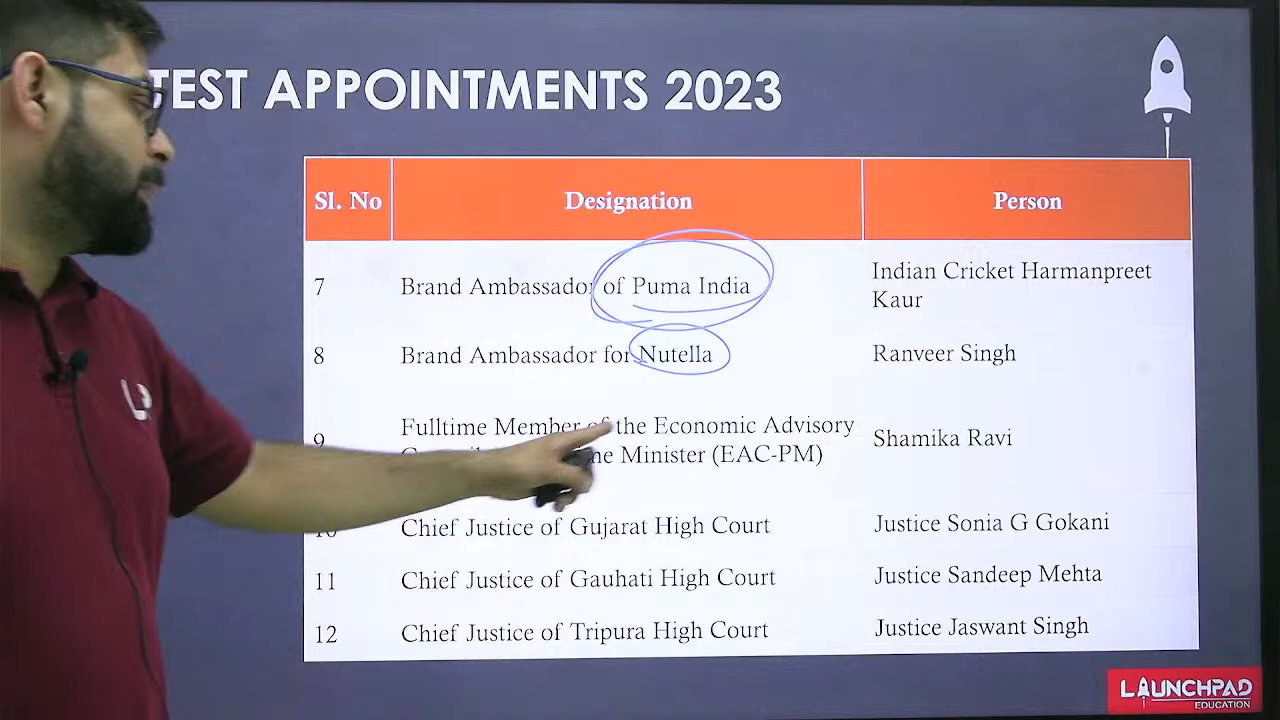 TEST APPOINTMENTS 2023
Sl. No Designation Person
7 Brand Ambassador of Puma India Indian Cricket Harmanpreet
Kaur
8 Brand Ambassador for Nutella Ranveer Singh
9 Fulltime Member of the Economic Advisory Shamika Ravi
Minister (EAC-PM)
10 Chief Justice of Gujarat High Court Justice Sonia G Gokani
11 Chief Justice of Gauhati High Court Justice Sandeep Mehta
12 Chief Justice of Tripura High Court Justice Jaswant Singh
LAUNCHPAD
EDUCATION